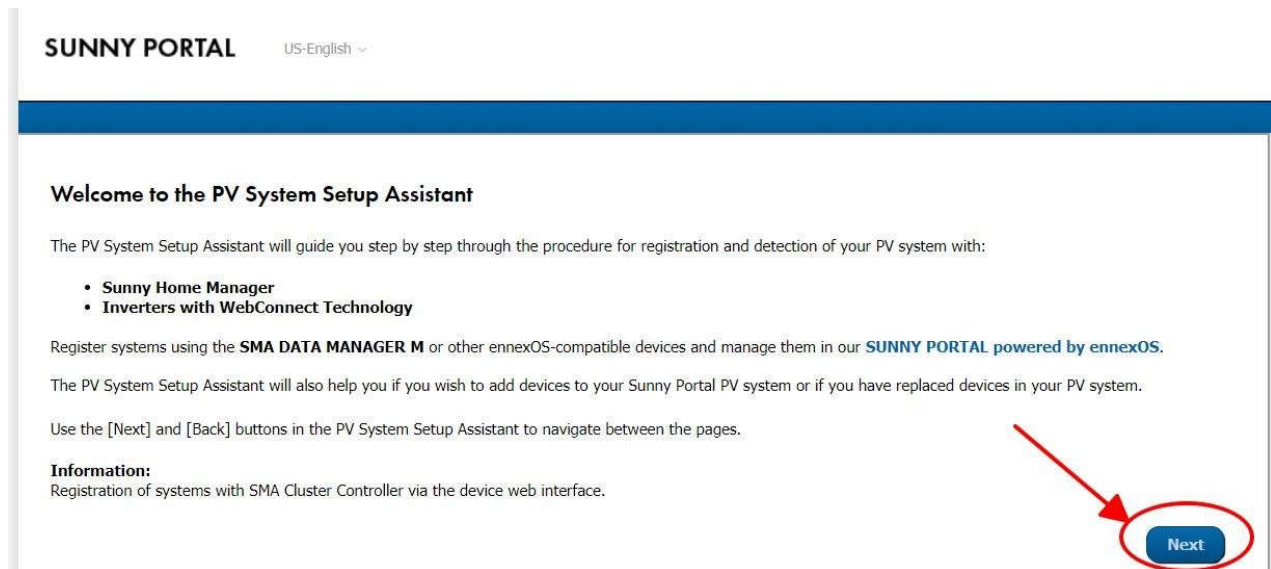 SUNNY PORTAL US-English
Welcome to the PV System Setup Assistant
The PV System Setup Assistant will guide you step by step through the procedure for registration and detection of your PV system with:
• Sunny Home Manager
• Inverters with WebConnect Technology
Register systems using the SMA DATA MANAGER M or other ennexOS-compatible devices and manage them in our SUNNY PORTAL powered by ennexOS.
The PV System Setup Assistant will also help you if you wish to add devices to your Sunny Portal PV system or if you have replaced devices in your PV system.
Use the [Next] and [Back] buttons in the PV System Setup Assistant to navigate between the pages.
Information:
Registration of systems with SMA Cluster Controller via the device web interface.
Next